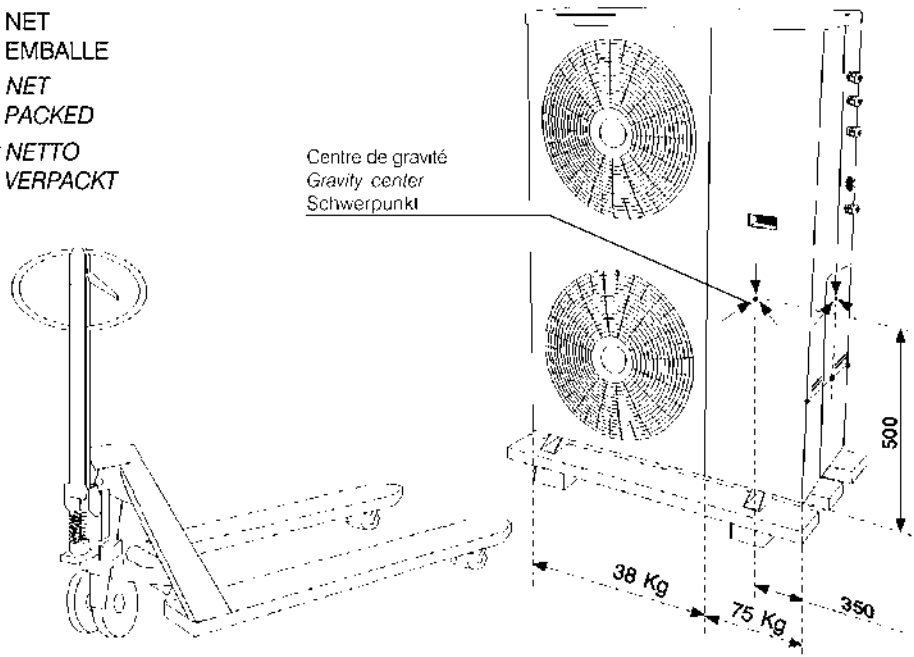 NET
EMBALLE
NET
PACKED
NETTO
VERPACKT
Centre de gravité
Gravity center
Schwerpunkt
500
38 Kg
75 Kg
350